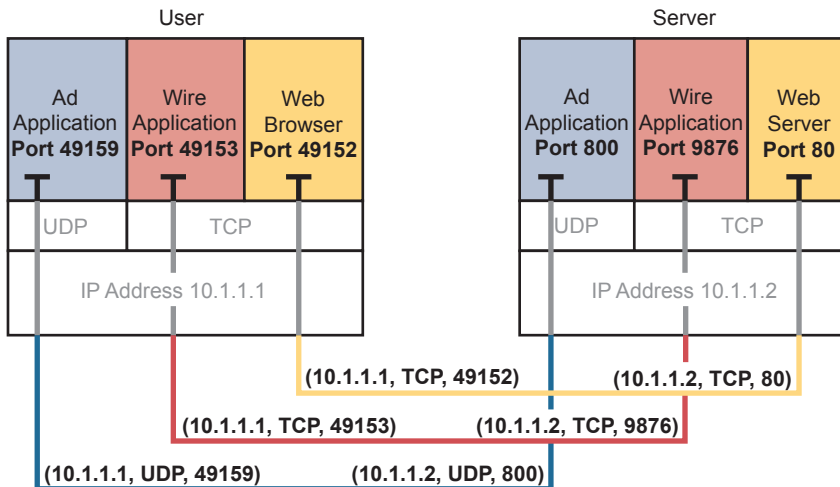 User
Server
Ad
Application
Port 49159
Wire
Application
Port 49153
Web
Browser
Port 49152
Ad
Application
Port 800
Wire
Application
Port 9876
Web
Server
Port 80
UDP
TCP
UDP
TCP
IP Address 10.1.1.1
IP Address 10.1.1.2
(10.1.1.1, TCP, 49152)
(10.1.1.2, TCP, 80)
(10.1.1.1, TCP, 49153)
(10.1.1.2, TCP, 9876)
(10.1.1.1, UDP, 49159)
(10.1.1.2, UDP, 800)